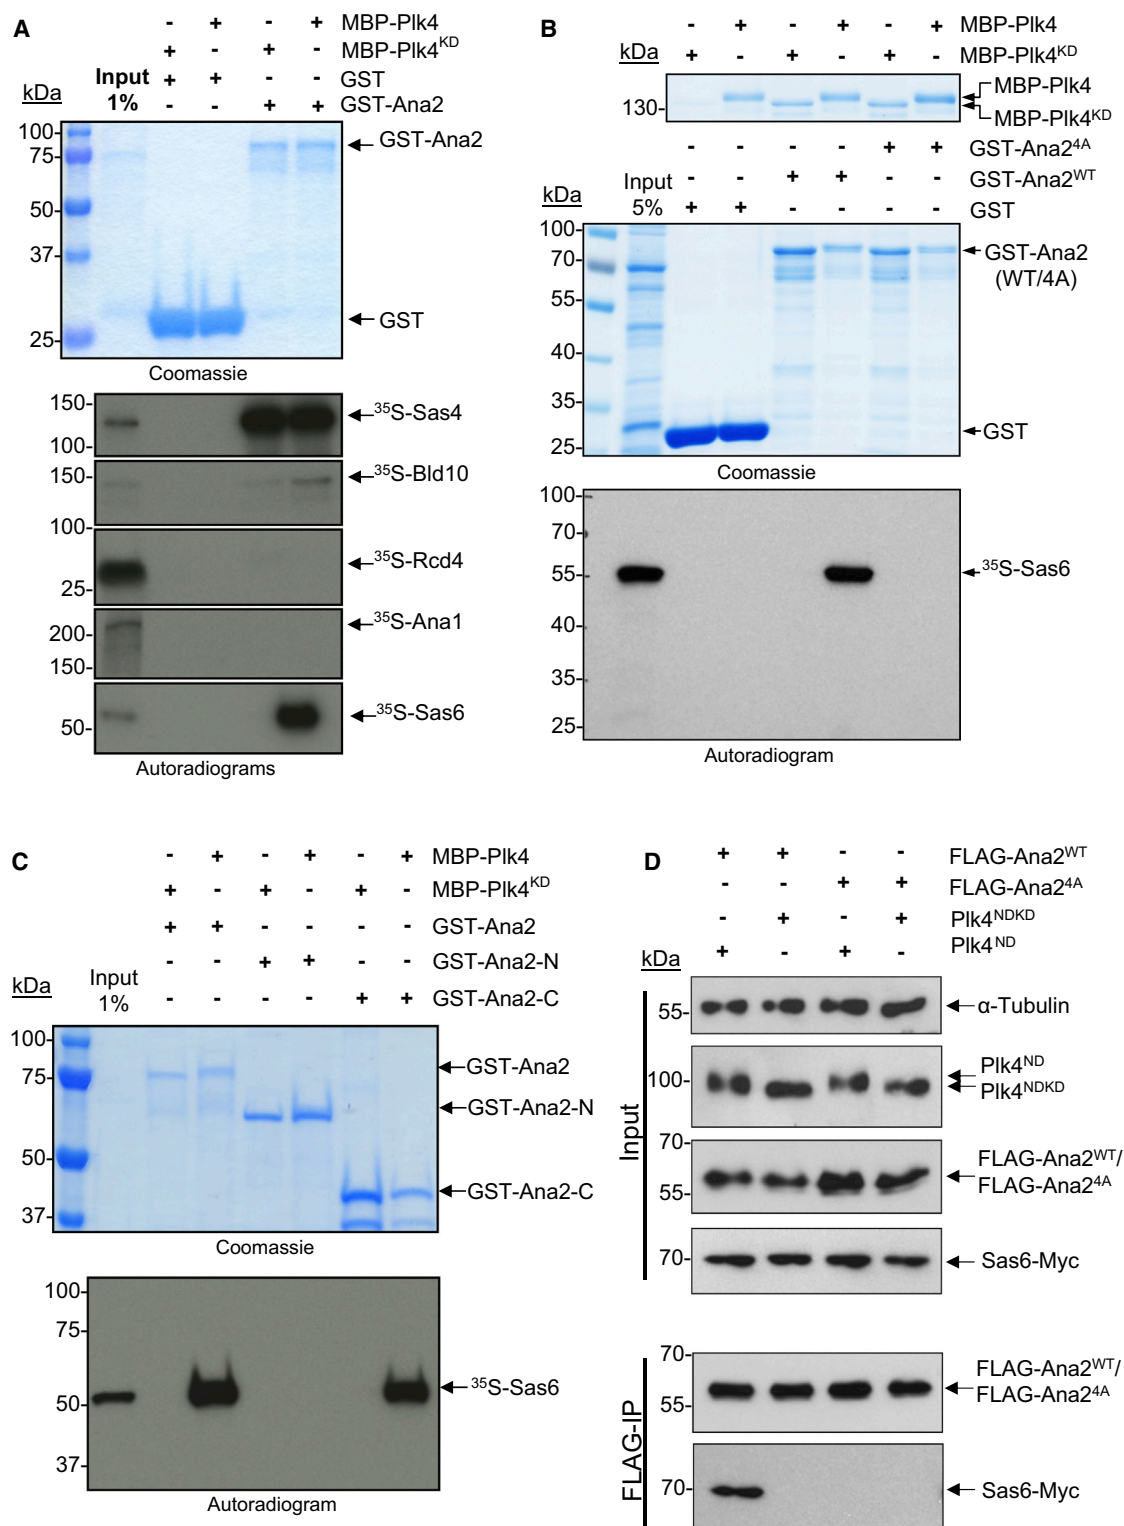 A
- + - + MBP-Plk4
+ - + - MBP-Plk4KD
+ + - - GST
- - + + GST-Ana2
Input
1%
kDa
100-
75-
50-
37-
25-
GST-Ana2
GST
Coomassie
150-
100-
35S-Sas4
150-
35S-Bld10
100-
25-
35S-Rcd4
200-
150-
35S-Ana1
50-
35S-Sas6
Autoradiograms
B
- + - + - + MBP-Plk4
+ - + - + - MBP-Plk4KD
kDa
130-
MBP-Plk4
MBP-Plk4KD
- - - - + + GST-Ana24A
- - + + - - GST-Ana2WT
+ + - - - - GST
Input
5%
kDa
100-
70-
55-
40-
35-
25-
GST-Ana2
(WT/4A)
GST
Coomassie
100-
70-
55-
40-
35-
25-
35S-Sas6
Autoradiogram
C
- + - + - + MBP-Plk4
+ - + - + - MBP-Plk4KD
+ + - - - - GST-Ana2
- - + + - - GST-Ana2-N
- - - - + + GST-Ana2-C
Input
1%
kDa
100-
75-
50-
37-
GST-Ana2
GST-Ana2-N
GST-Ana2-C
Coomassie
100-
75-
50-
37-
35S-Sas6
Autoradiogram
D
+ + - - FLAG-Ana2WT
- - + + FLAG-Ana24A
- + - + Plk4NDKD
+ - + - Plk4ND
kDa
Input
55-
α-Tubulin
100-
Plk4ND
Plk4NDKD
70-
55-
FLAG-Ana2WT/
FLAG-Ana24A
70-
Sas6-Myc
FLAG-IP
70-
55-
FLAG-Ana2WT/
FLAG-Ana24A
70-
Sas6-Myc